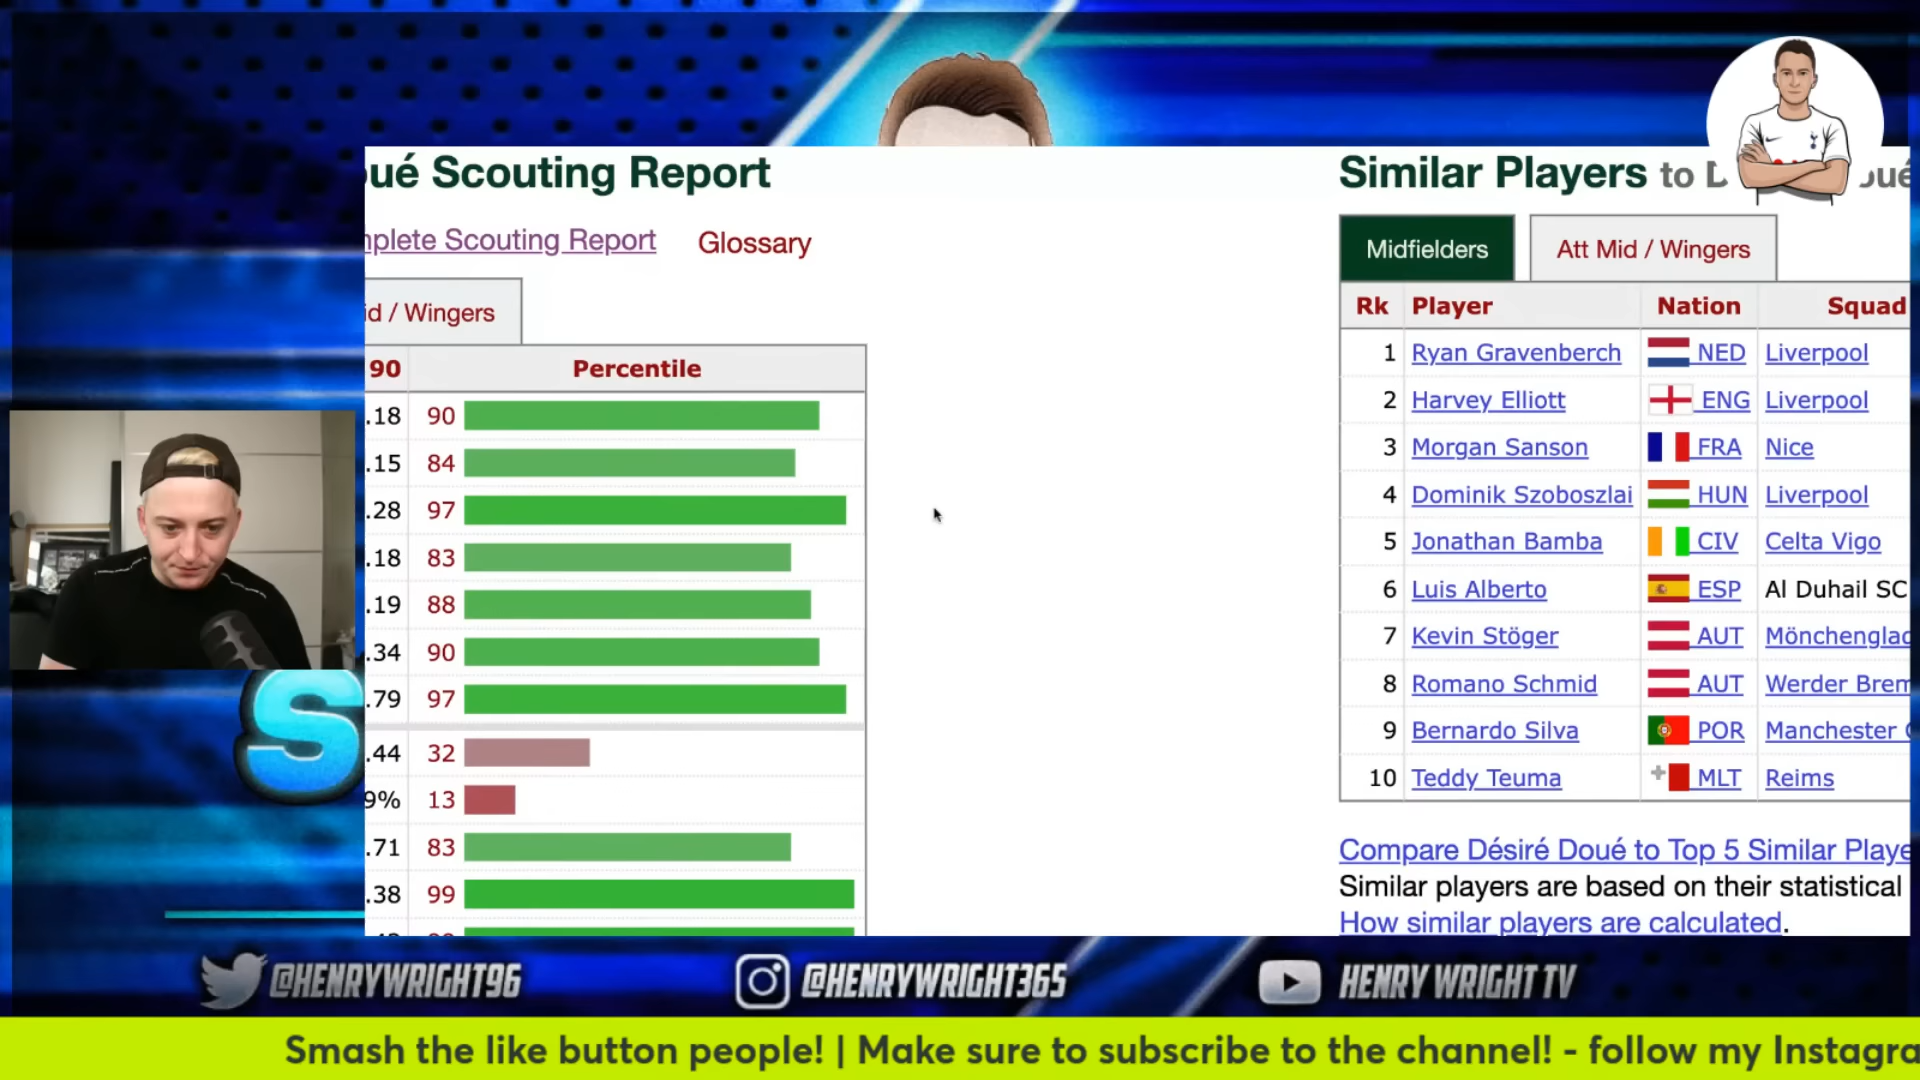 ué Scouting Report
Similar Players to D oué
mplete Scouting Report
Glossary
id / Wingers
90 Percentile
.18 90
.15 84
.28 97
.18 83
.19 88
.34 90
.79 97
.44 32
9% 13
.71 83
.38 99
Midfielders
Att Mid / Wingers
Rk Player Nation Squad
1 Ryan Gravenberch NED Liverpool
2 Harvey Elliott ENG Liverpool
3 Morgan Sanson FRA Nice
4 Dominik Szoboszlai HUN Liverpool
5 Jonathan Bamba CIV Celta Vigo
6 Luis Alberto ESP Al Duhail SC
7 Kevin Stöger AUT Mönchenglad
8 Romano Schmid AUT Werder Brem
9 Bernardo Silva POR Manchester
10 Teddy Teuma MLT Reims
Compare Désiré Doué to Top 5 Similar Playe
Similar players are based on their statistical
How similar players are calculated.
S
@HENRYWRIGHT96
@HENRYWRIGHT365
HENRY WRIGHT TV
Smash the like button people! | Make sure to subscribe to the channel! - follow my Instagra